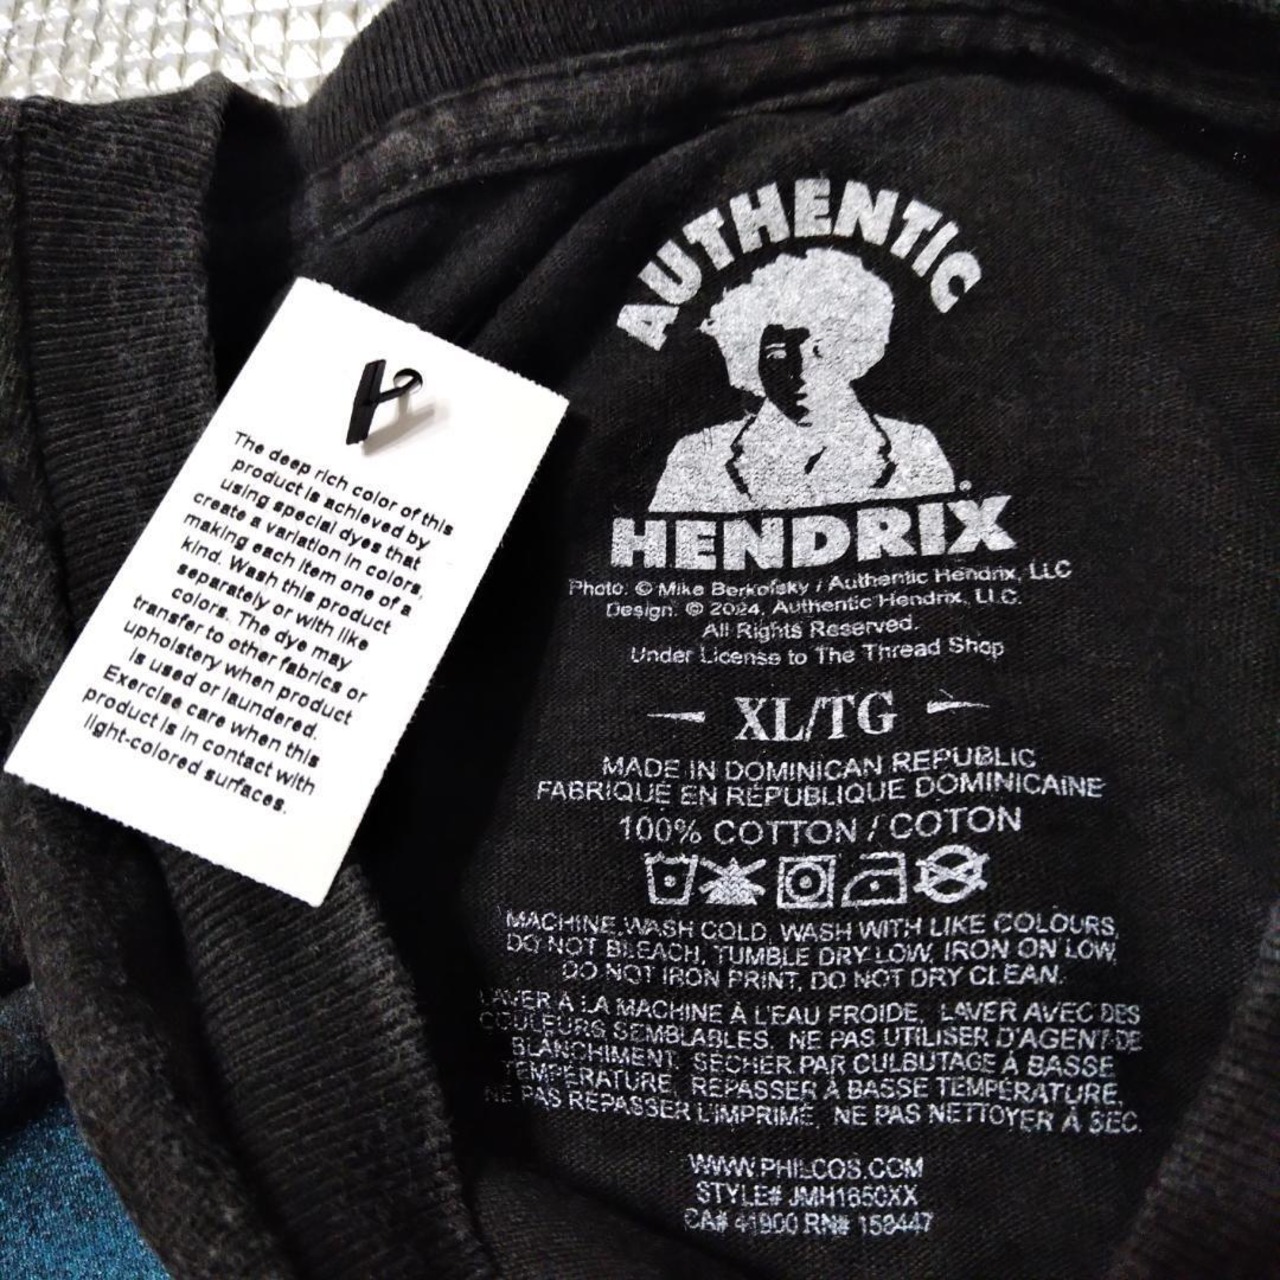 The deep rich color of this
product is achieved by
using special dyes that
create a variation in colors,
making each item one of a
kind. Wash this product
separately or with like
colors. The dye may
transfer to other fabrics or
upholstery when product
is used or laundered.
Exercise care when this
product is in contact with
light-colored surfaces.
AUTHENTIC
HENDRIX
Photo: © Mike Berkofsky / Authentic Hendrix, LLC
Design: © 2024, Authentic Hendrix, LLC.
All Rights Reserved.
Under License to The Thread Shop
XL/TG
MADE IN DOMINICAN REPUBLIC
FABRIQUÉ EN RÉPUBLIQUE DOMINICAINE
100% COTTON / COTON
MACHINE WASH COLD, WASH WITH LIKE COLOURS,
DO NOT BLEACH, TUMBLE DRY LOW, IRON ON LOW,
DO NOT IRON PRINT, DO NOT DRY CLEAN.
LAVER À LA MACHINE À L'EAU FROIDE, LAVER AVEC DES
COULEURS SEMBLABLES, NE PAS UTILISER D'AGENT DE
BLANCHIMENT, SÉCHER PAR CULBUTAGE À BASSE
TEMPÉRATURE, REPASSER À BASSE TEMPÉRATURE,
NE PAS REPASSER L'IMPRIMÉ, NE PAS NETTOYER À SEC.
WWW.PHILCOS.COM
STYLE# JMH1650XX
CA# 41900 RN# 158447